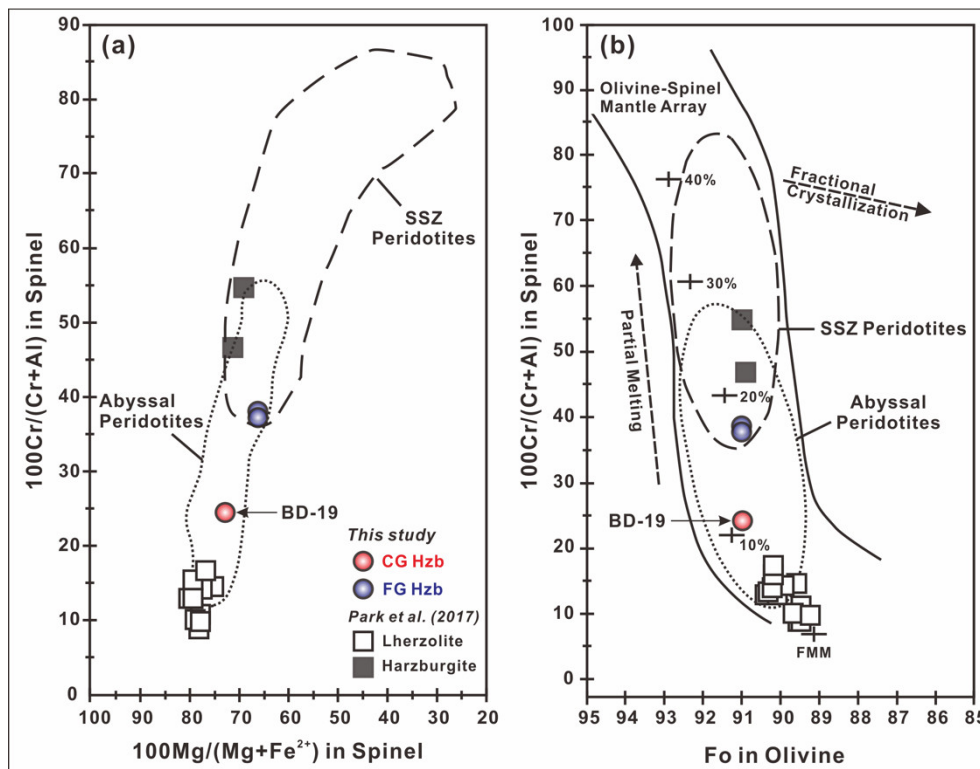 (a)
90
80
70
60
50
40
30
20
10
0
100Cr/(Cr+Al) in Spinel
SSZ
Peridotites
Abyssal
Peridotites
BD-19
This study
CG Hzb
FG Hzb
Park et al. (2017)
Lherzolite
Harzburgite
100 90 80 70 60 50 40 30 20
100Mg/(Mg+Fe²⁺) in Spinel
(b)
100
90
80
70
60
50
40
30
20
10
0
100Cr/(Cr+Al) in Spinel
Olivine-Spinel
Mantle Array
40%
Fractional
Crystallization
30%
Partial Melting
SSZ Peridotites
20%
Abyssal
Peridotites
BD-19
10%
FMM
95 94 93 92 91 90 89 88 87 86 85
Fo in Olivine